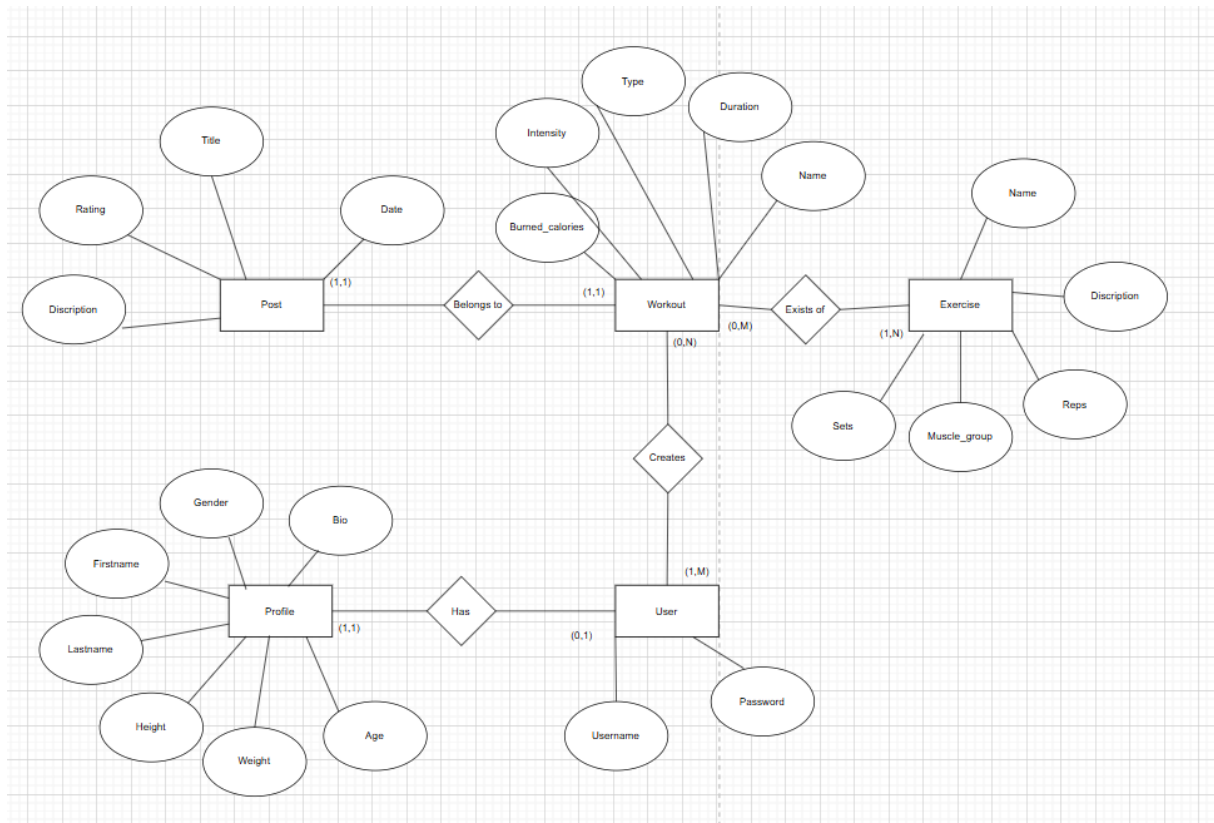 Type
Duration
Intensity
Title
Name
Name
Rating
Date
Burned_calories
(1,1)
(1,1)
Discription
Discription
Post
Belongs to
Workout
Exists of
Exercise
(0,M)
(1,N)
(0,N)
Reps
Sets
Muscle_group
Creates
Gender
Bio
Firstname
(1,M)
Profile
Has
User
(1,1)
(0,1)
Lastname
Password
Height
Age
Username
Weight